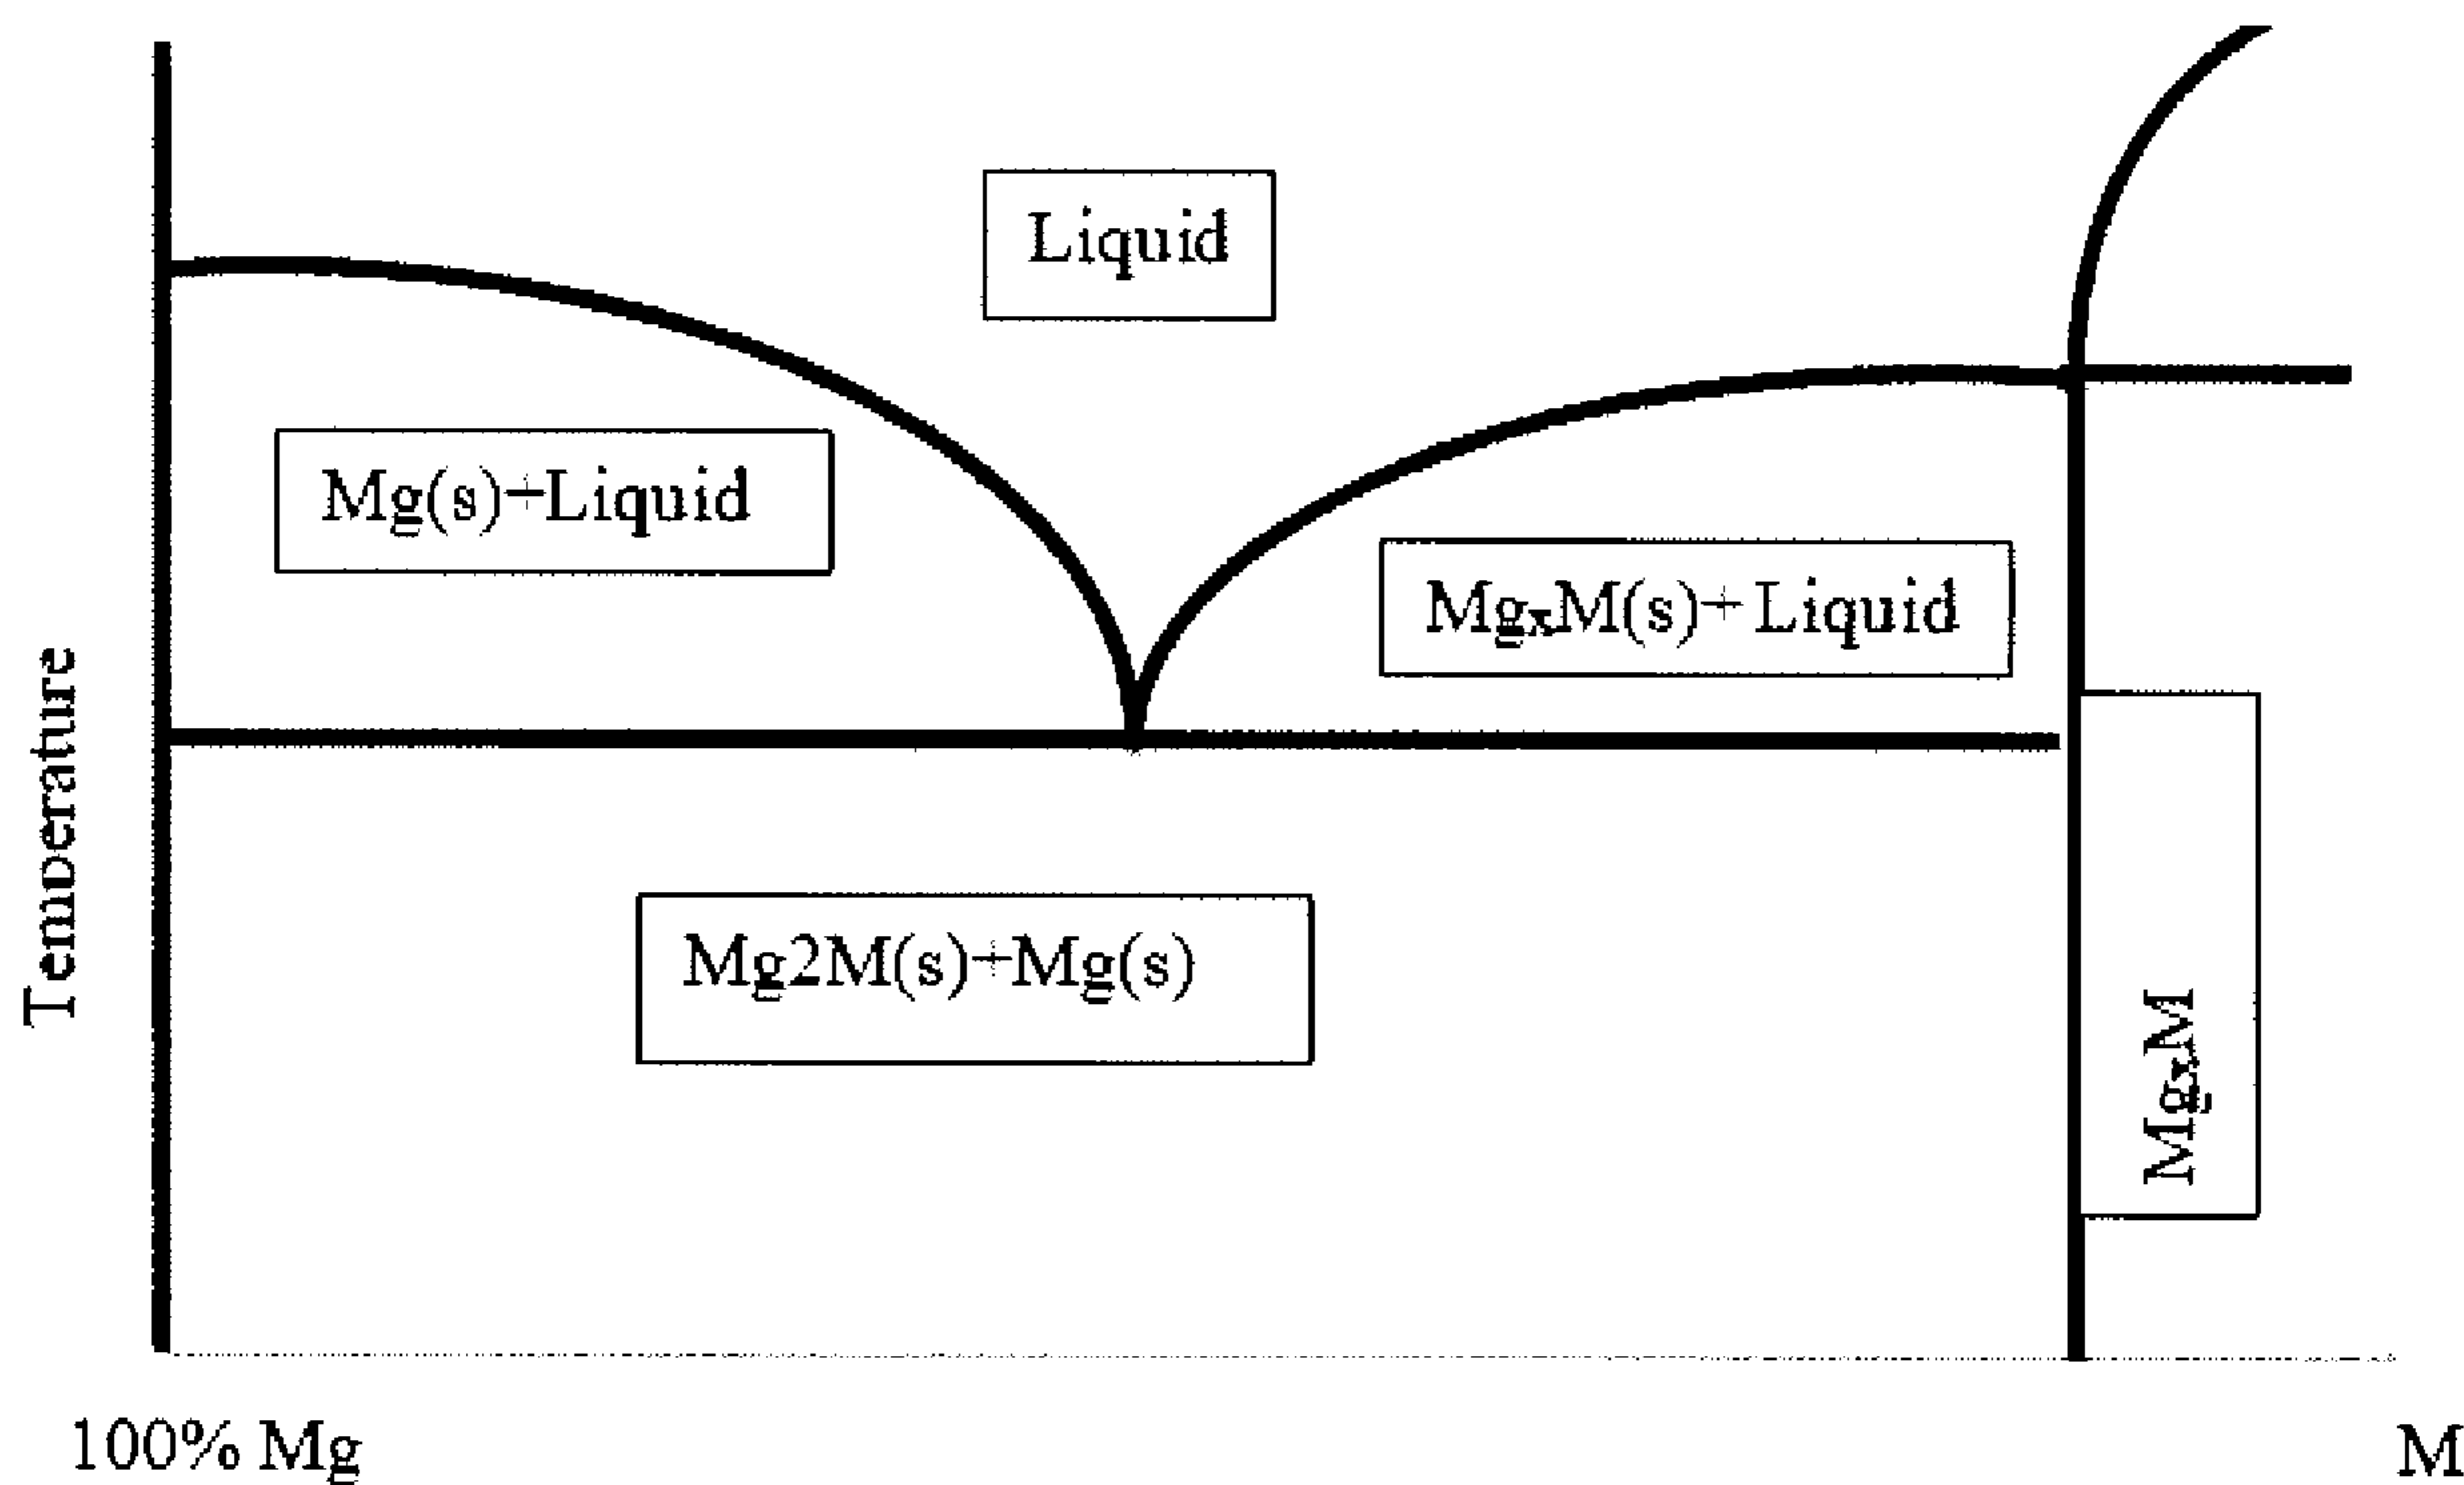 Liquid
Mg(s)+Liquid
MgxM(s)+Liquid
Temperature
Mg2M(s)+Mg(s)
MgxM
100% Mg
M